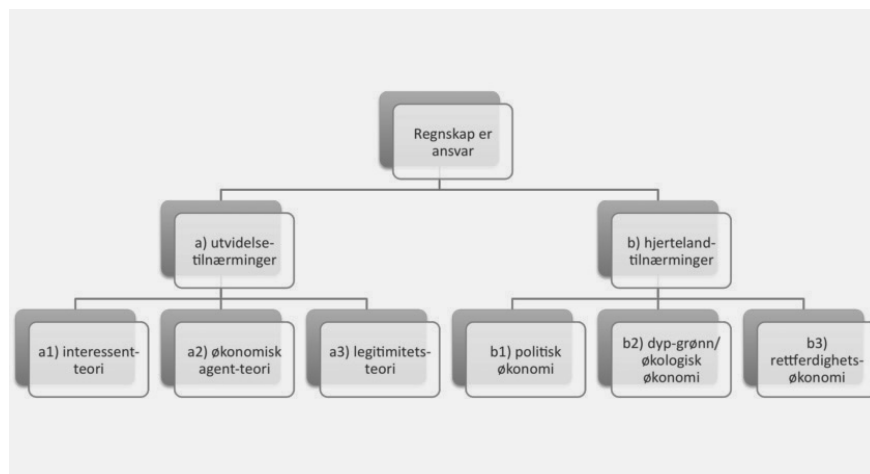 Regnskap er
ansvar
a) utvidelse-
tilnærminger
b) hjerteland-
tilnærminger
a1) interessent-
teori
a2) økonomisk
agent-teori
a3) legitimitets-
teori
b1) politisk
økonomi
b2) dyp-grønn/
økologisk
økonomi
b3)
rettferdighets-
økonomi